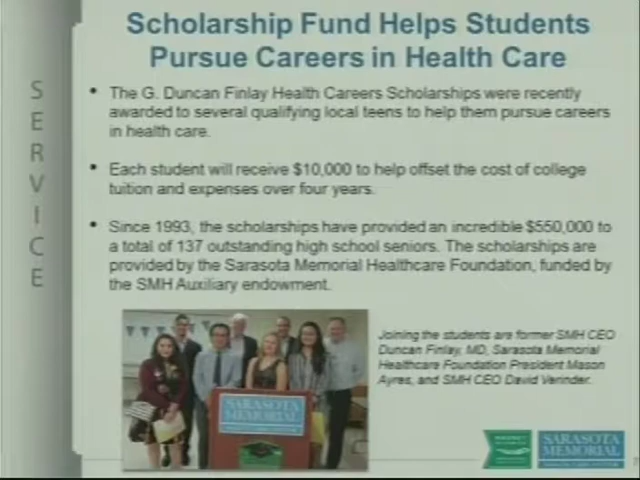 Scholarship Fund Helps Students
Pursue Careers in Health Care
SERVICE
• The G. Duncan Finlay Health Careers Scholarships were recently
awarded to several qualifying local teens to help them pursue careers
in health care.
• Each student will receive $10,000 to help offset the cost of college
tuition and expenses over four years.
• Since 1993, the scholarships have provided an incredible $550,000 to
a total of 137 outstanding high school seniors. The scholarships are
provided by the Sarasota Memorial Healthcare Foundation, funded by
the SMH Auxiliary endowment.
Joining the students are former SMH CEO
Duncan Finlay, MD, Sarasota Memorial
Healthcare Foundation President Mason
Ayres, and SMH CEO David Verinder.
SARASOTA
MEMORIAL
SARASOTA
MEMORIAL